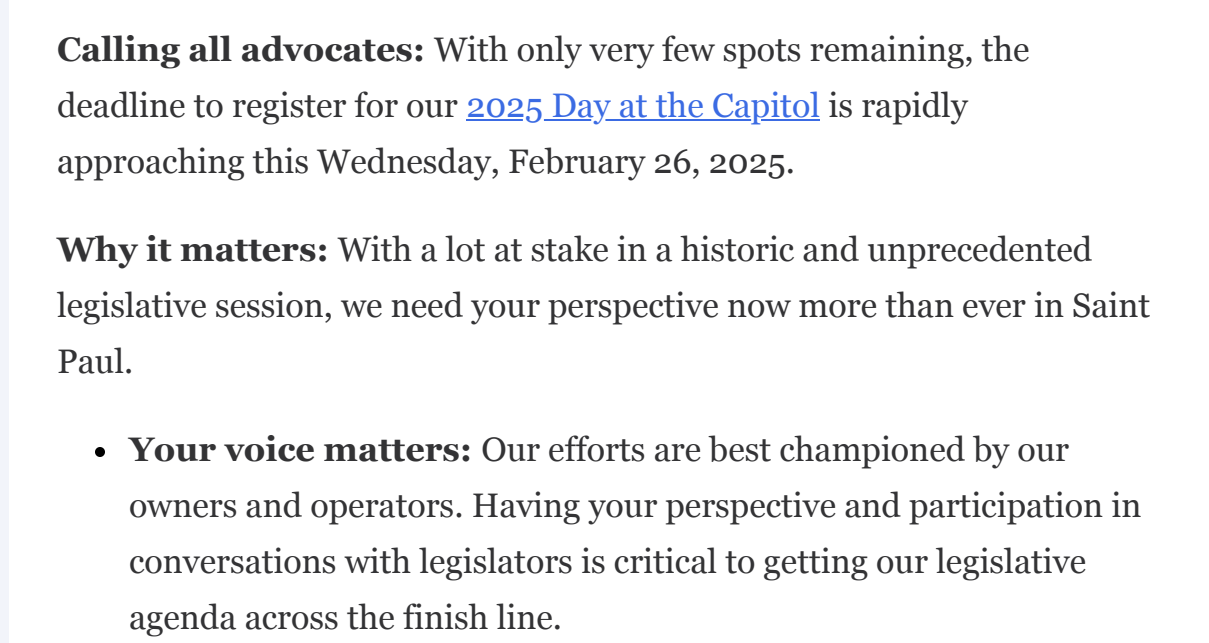 Calling all advocates: With only very few spots remaining, the
deadline to register for our 2025 Day at the Capitol is rapidly
approaching this Wednesday, February 26, 2025.
Why it matters: With a lot at stake in a historic and unprecedented
legislative session, we need your perspective now more than ever in Saint
Paul.
• Your voice matters: Our efforts are best championed by our
owners and operators. Having your perspective and participation in
conversations with legislators is critical to getting our legislative
agenda across the finish line.